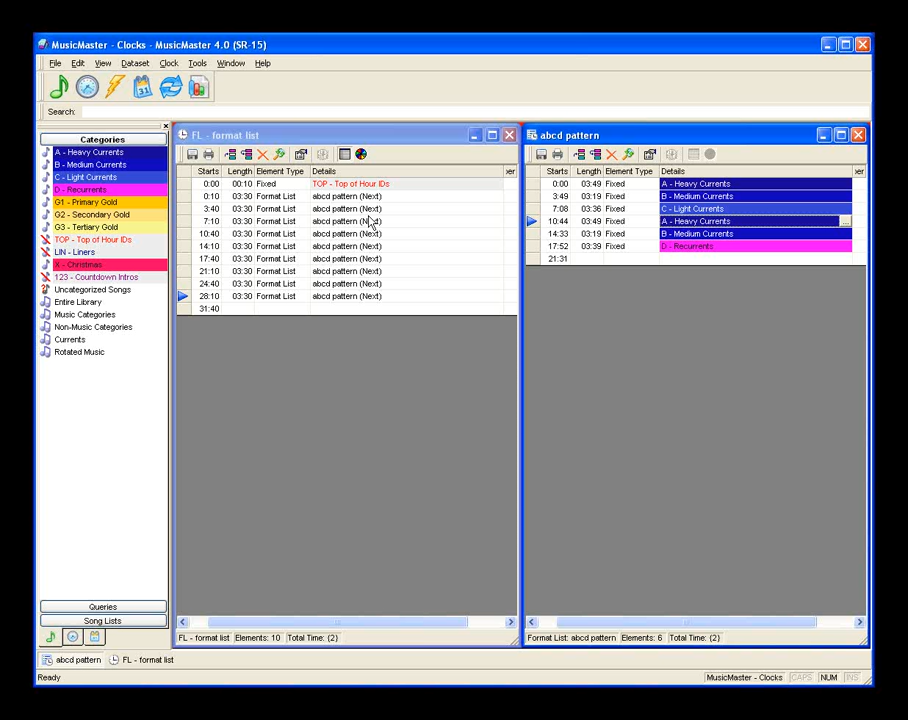 MusicMaster - Clocks - MusicMaster 4.0 (SR-15)
File Edit View Dataset Clock Tools Window Help
31
Search:
Categories
A - Heavy Currents
B - Medium Currents
C - Light Currents
D - Recurrents
G1 - Primary Gold
G2 - Secondary Gold
G3 - Tertiary Gold
TOP - Top of Hour IDs
LIN - Liners
X - Christmas
123 - Countdown Intros
Uncategorized Songs
Entire Library
Music Categories
Non-Music Categories
Currents
Rotated Music
Queries
Song Lists
FL - format list
Starts Length Element Type Details er
0:00 00:10 Fixed TOP - Top of Hour IDs
0:10 03:30 Format List abcd pattern (Next)
3:40 03:30 Format List abcd pattern (Next)
7:10 03:30 Format List abcd pattern (Next)
10:40 03:30 Format List abcd pattern (Next)
14:10 03:30 Format List abcd pattern (Next)
17:40 03:30 Format List abcd pattern (Next)
21:10 03:30 Format List abcd pattern (Next)
24:40 03:30 Format List abcd pattern (Next)
28:10 03:30 Format List abcd pattern (Next)
31:40
FL - format list Elements: 10 Total Time: (2)
abcd pattern
Starts Length Element Type Details er
0:00 03:49 Fixed A - Heavy Currents
3:49 03:19 Fixed B - Medium Currents
7:08 03:36 Fixed C - Light Currents
10:44 03:49 Fixed A - Heavy Currents ...
14:33 03:19 Fixed B - Medium Currents
17:52 03:39 Fixed D - Recurrents
21:31
Format List: abcd pattern Elements: 6 Total Time: (2)
abcd pattern FL - format list
Ready MusicMaster - Clocks CAPS NUM INS